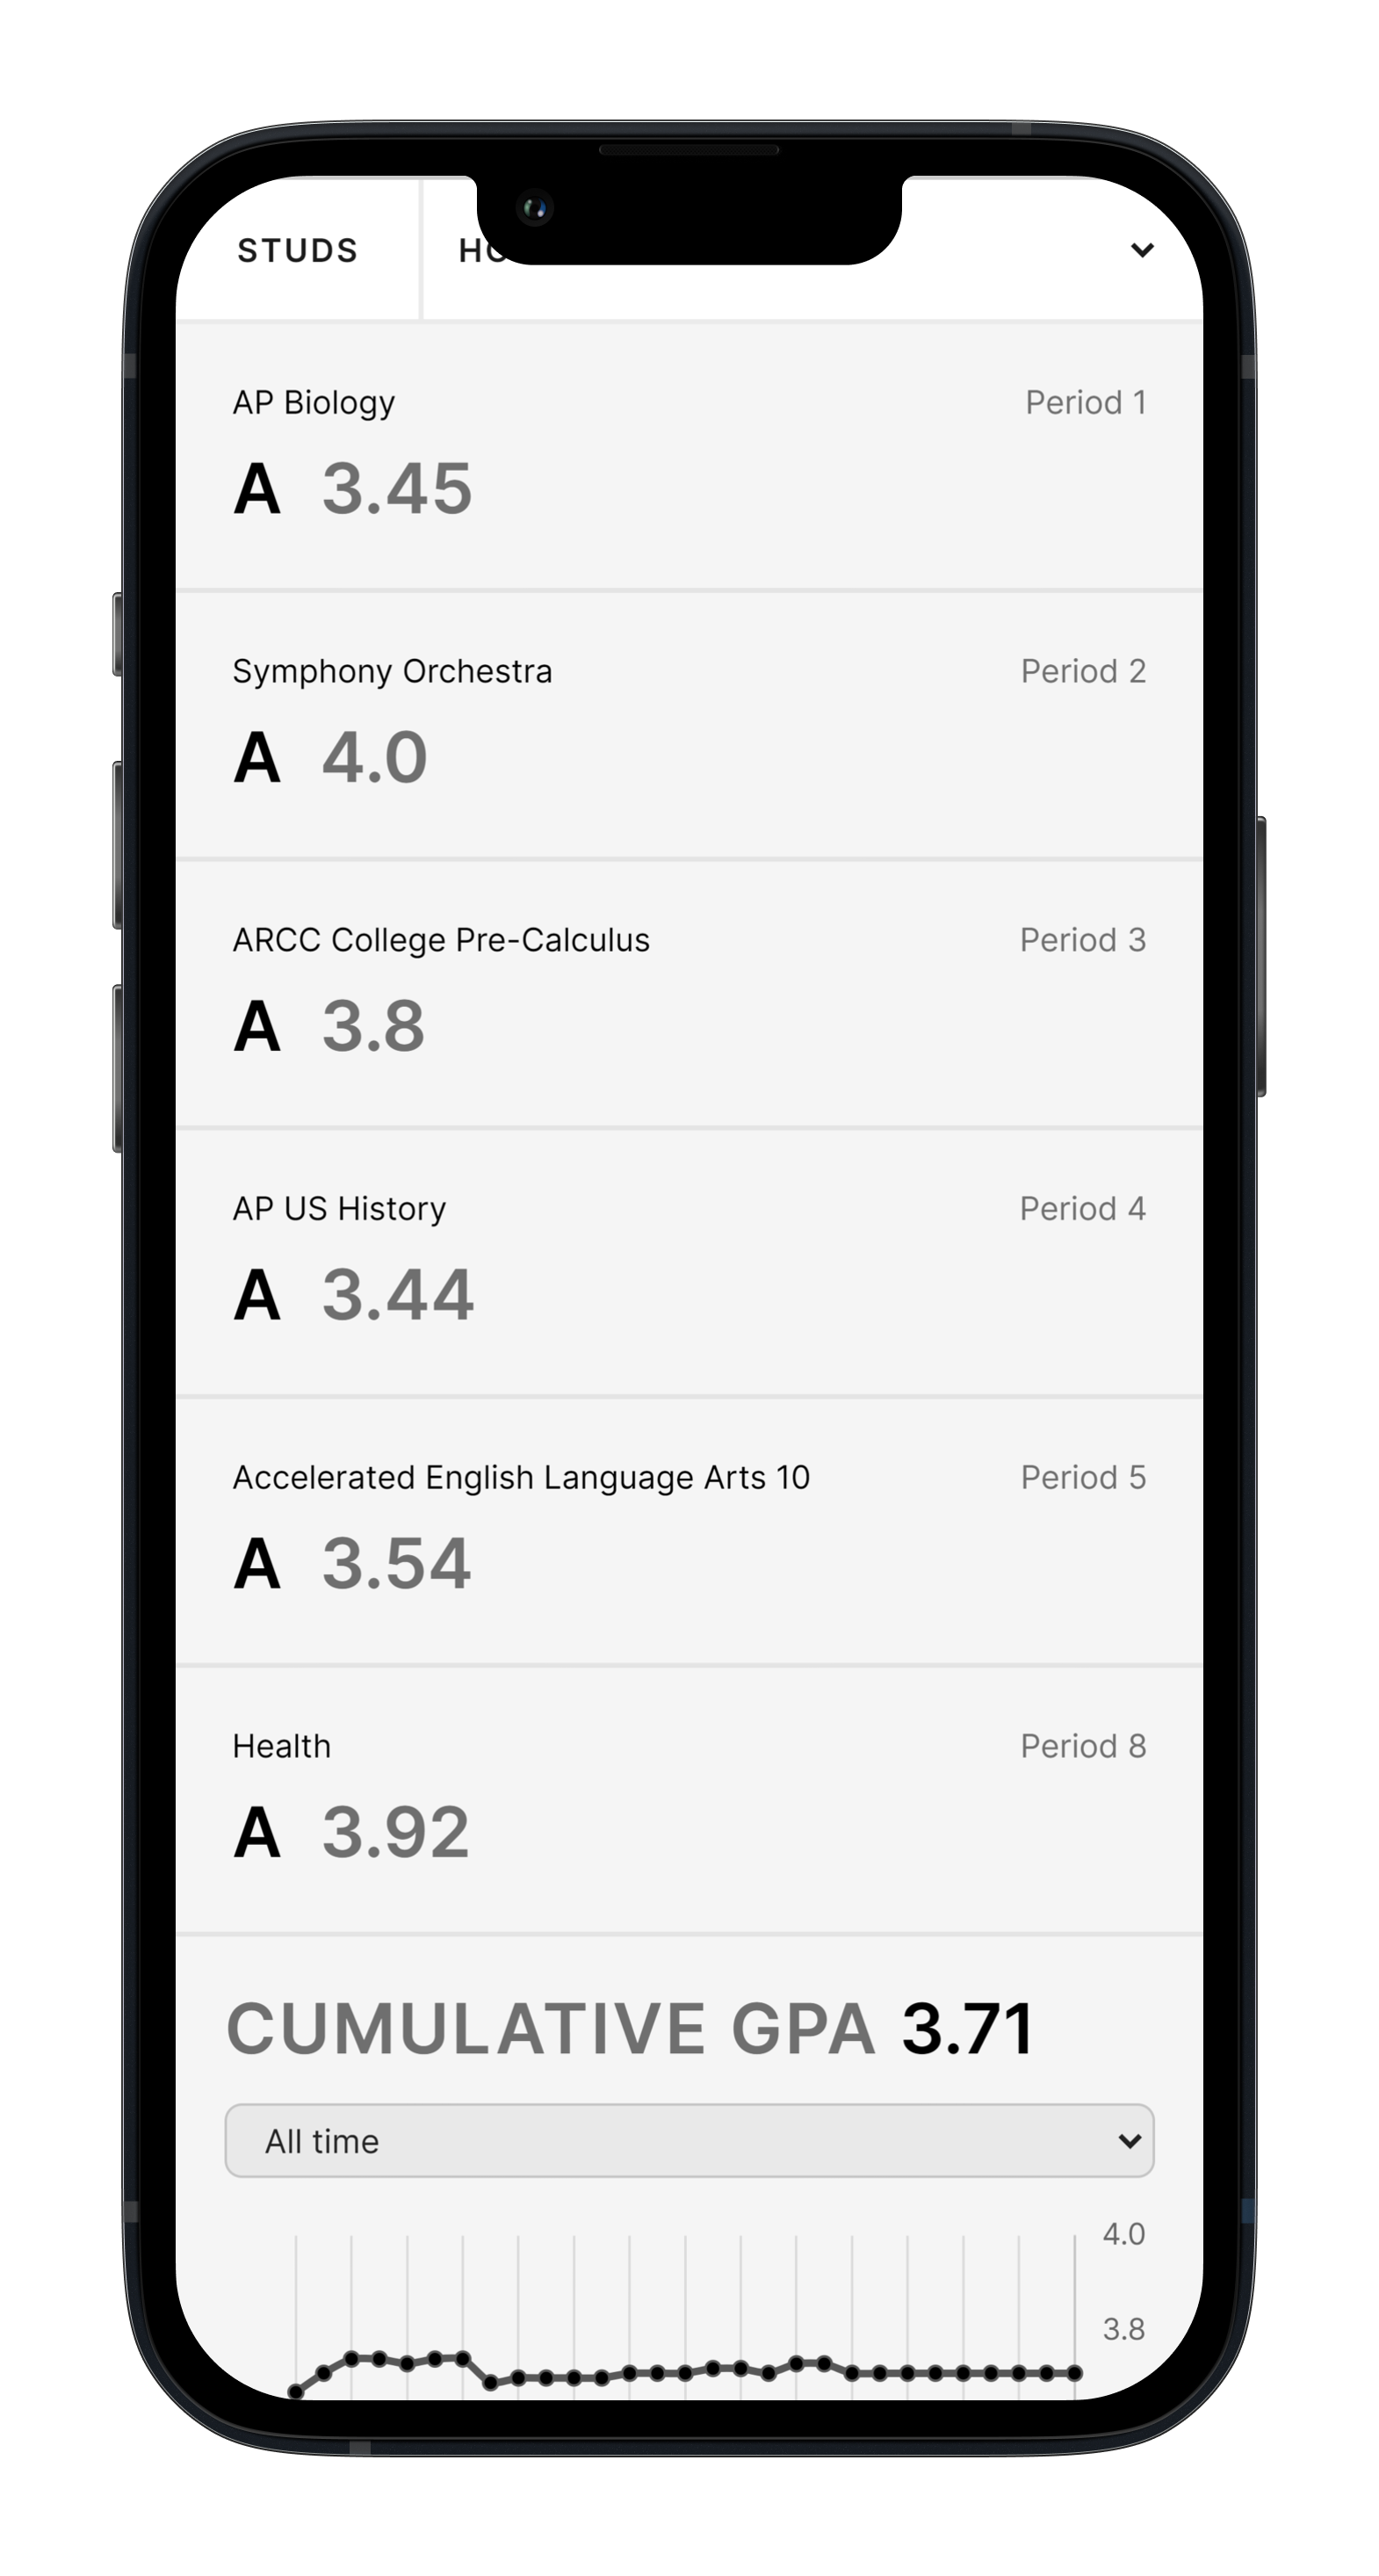 STUDS
AP Biology Period 1
A 3.45
Symphony Orchestra Period 2
A 4.0
ARCC College Pre-Calculus Period 3
A 3.8
AP US History Period 4
A 3.44
Accelerated English Language Arts 10 Period 5
A 3.54
Health Period 8
A 3.92
CUMULATIVE GPA 3.71
All time
4.0
3.8